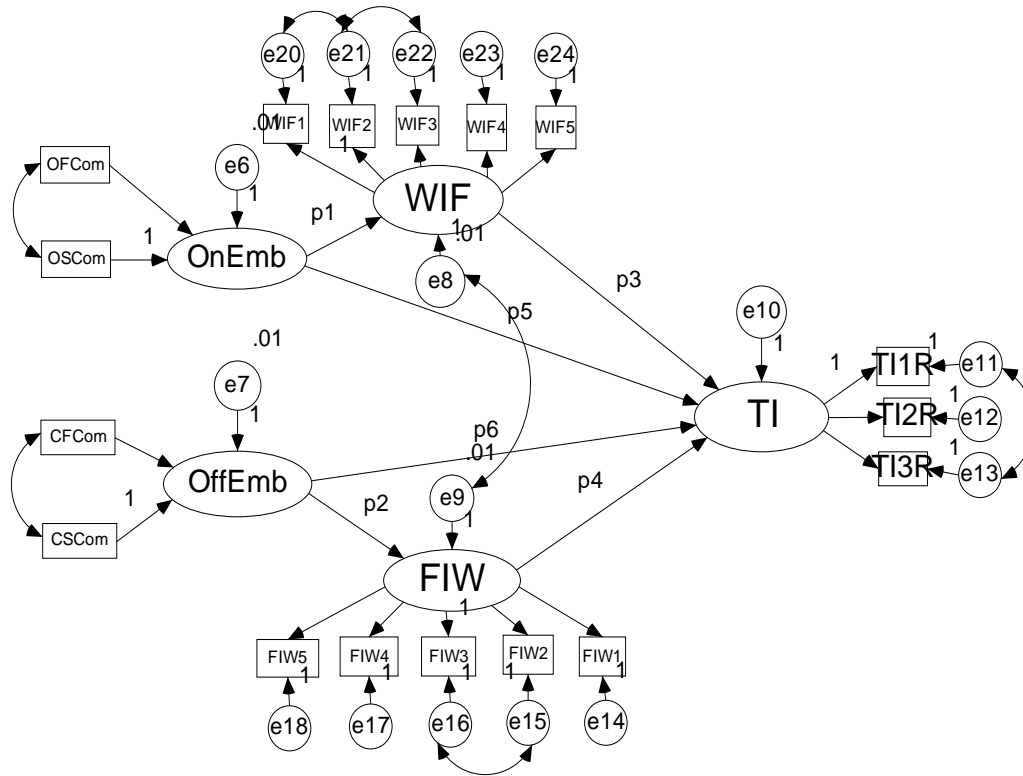 e20 e21 e22 e23 e24
1 1 1 1 1
WIF1 WIF2 WIF3 WIF4 WIF5
.01
1
OFCom
e6
1
WIF
p1
1
.01
1
OSCom
OnEmb
e8
p3
p5
e10
1
.01
1
1
e7
TI1R
e11
1
TI
1
TI2R
e12
CFCom
p6
.01
1
TI3R
e13
OffEmb
p4
1
e9
p2
1
CSCom
FIW
1
FIW5 FIW4 FIW3 FIW2 FIW1
1 1 1 1 1
e18 e17 e16 e15 e14